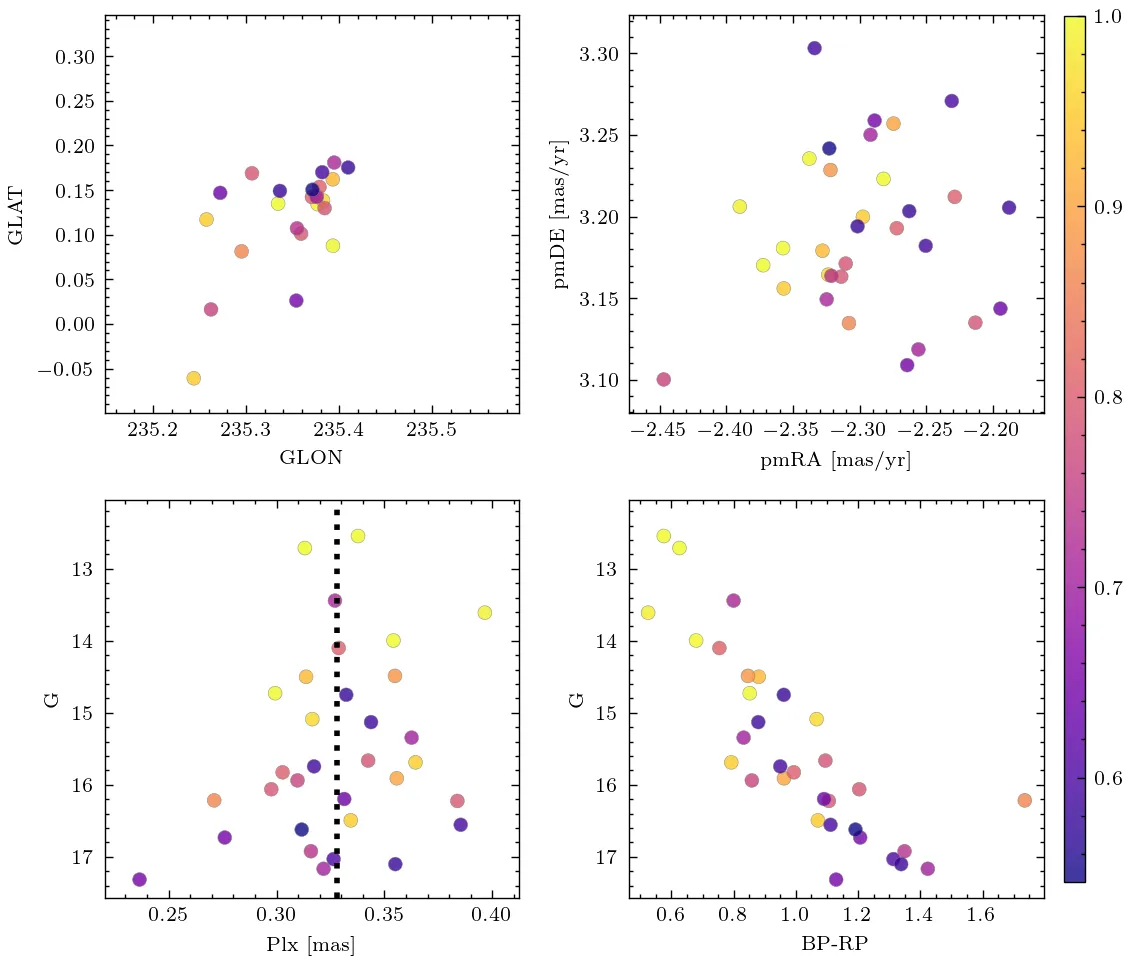 0.30
0.25
0.20
0.15
0.10
0.05
0.00
−0.05
GLAT
235.2 235.3 235.4 235.5
GLON
3.30
3.25
3.20
3.15
3.10
pmDE [mas/yr]
−2.45 −2.40 −2.35 −2.30 −2.25 −2.20
pmRA [mas/yr]
1.0
0.9
0.8
0.7
0.6
13
14
15
16
17
G
0.25 0.30 0.35 0.40
Plx [mas]
13
14
15
16
17
G
0.6 0.8 1.0 1.2 1.4 1.6
BP-RP